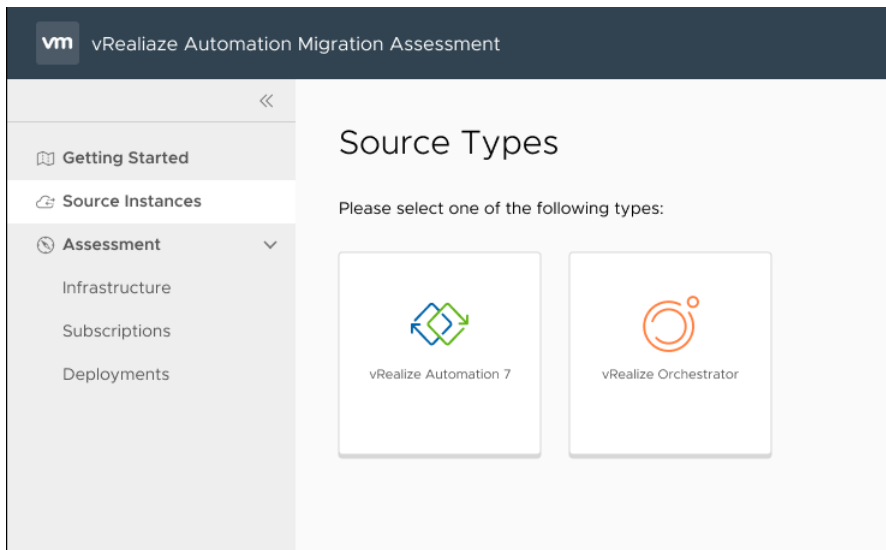 vm vRealiaze Automation Migration Assessment
Getting Started
Source Instances
Assessment
Infrastructure
Subscriptions
Deployments
Source Types
Please select one of the following types:
vRealize Automation 7
vRealize Orchestrator